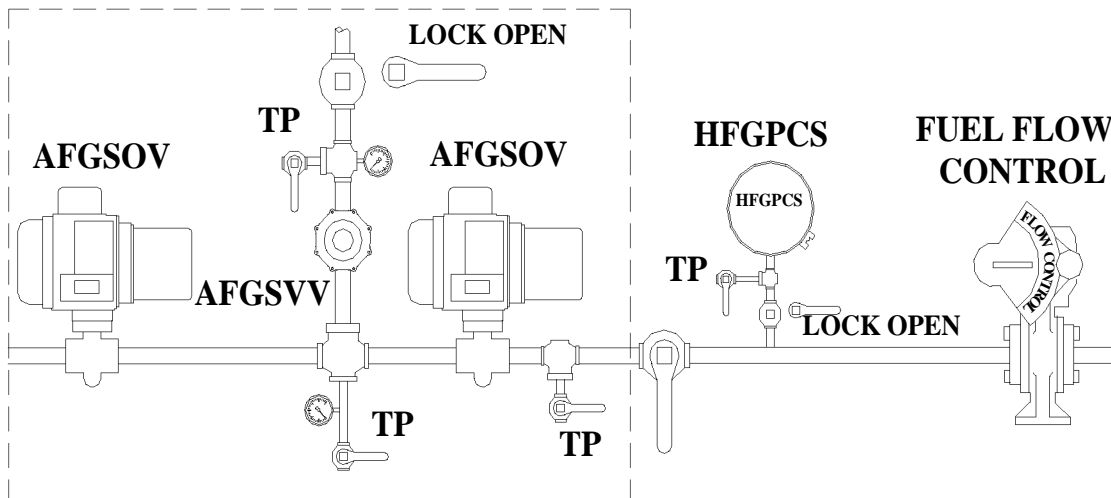 LOCK OPEN
TP
AFGSOV
AFGSOV
HFGPCS
FUEL FLOW
CONTROL
HFGPCS
FLOW CONTROL
TP
AFGSVV
LOCK OPEN
TP
TP